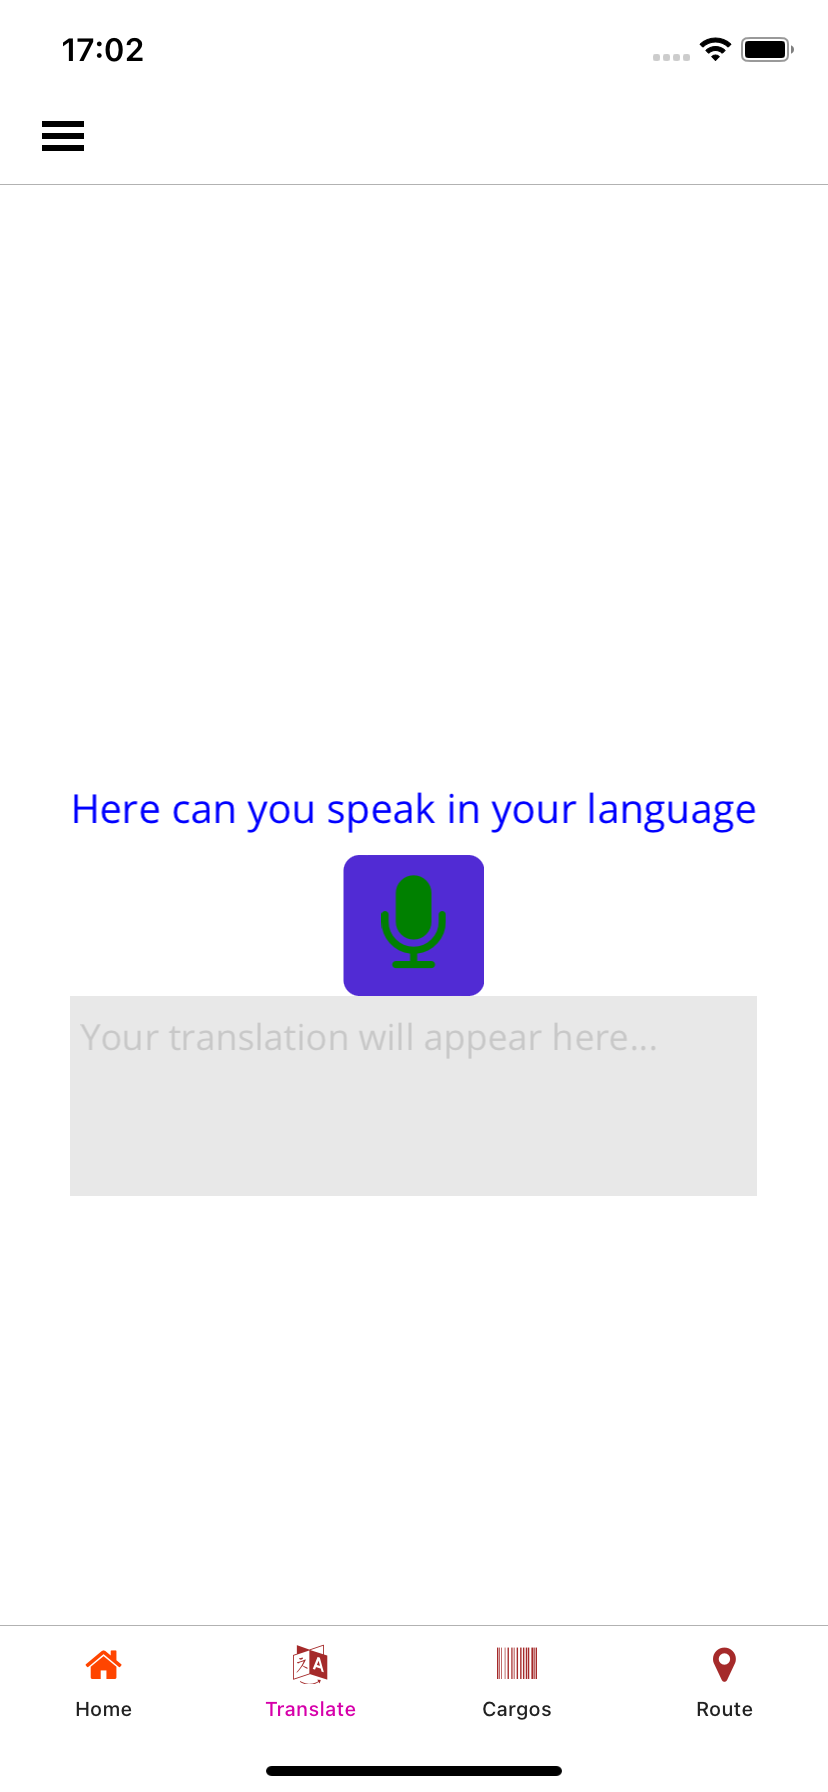 17:02
Here can you speak in your language
Your translation will appear here...
Home
Translate
Cargos
Route